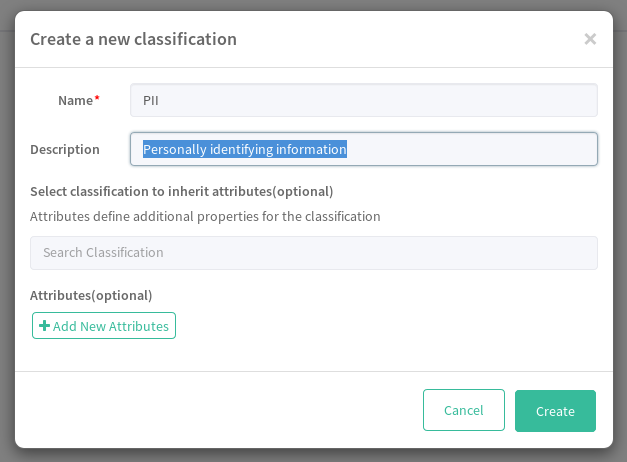 Create a new classification ×
Name* PII
Description Personally identifying information
Select classification to inherit attributes(optional)
Attributes define additional properties for the classification
Search Classification
Attributes(optional)
+ Add New Attributes
Cancel Create